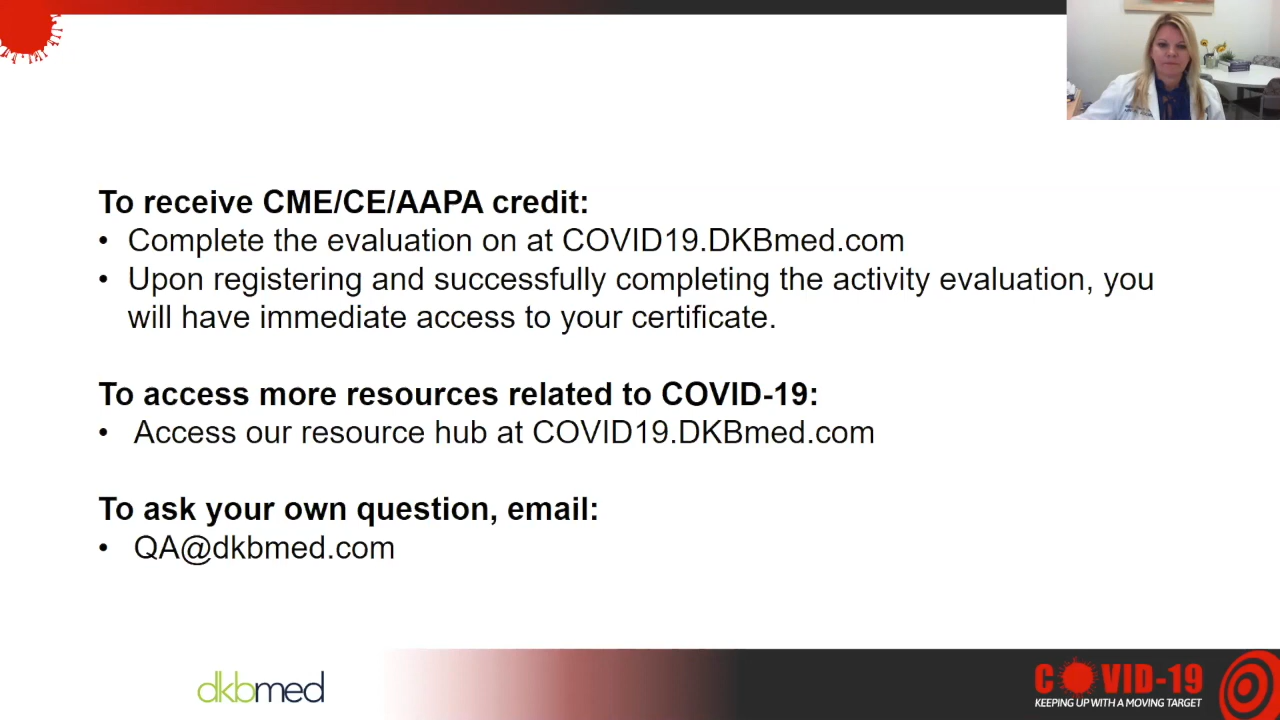 To receive CME/CE/AAPA credit:
• Complete the evaluation on at COVID19.DKBmed.com
• Upon registering and successfully completing the activity evaluation, you
will have immediate access to your certificate.
To access more resources related to COVID-19:
• Access our resource hub at COVID19.DKBmed.com
To ask your own question, email:
• QA@dkbmed.com
dkbmed
COVID-19
KEEPING UP WITH A MOVING TARGET